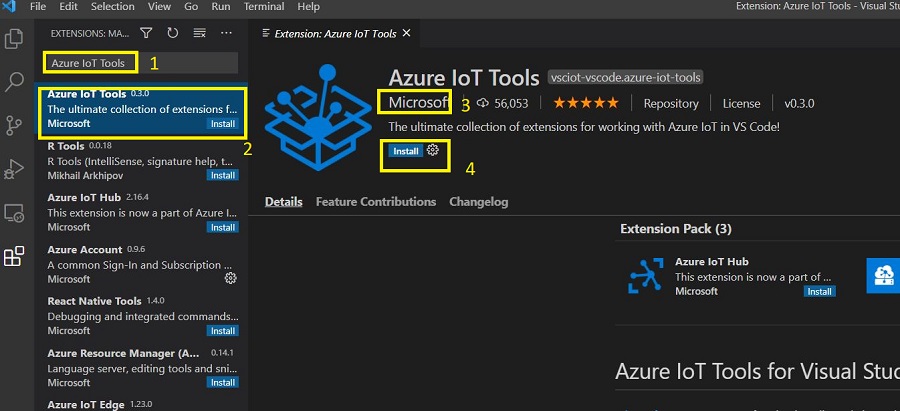 File Edit Selection View Go Run Terminal Help
Extension: Azure IoT Tools - Visual Stu
EXTENSIONS: MA...
Azure IoT Tools
1
Azure IoT Tools 0.3.0
The ultimate collection of extensions f...
Microsoft Install
2
R Tools 0.0.18
R Tools (IntelliSense, signature help, t...
Mikhail Arkhipov Install
Azure IoT Hub 2.16.4
This extension is now a part of Azure I...
Microsoft Install
Azure Account 0.9.6
A common Sign-In and Subscription ...
Microsoft
React Native Tools 1.4.0
Debugging and integrated commands...
Microsoft Install
Azure Resource Manager (A... 0.14.1
Language server, editing tools and sni...
Microsoft Install
Azure IoT Edge 1.23.0
Extension: Azure IoT Tools
Azure IoT Tools vsciot-vscode.azure-iot-tools
Microsoft 3 56,053 Repository License v0.3.0
The ultimate collection of extensions for working with Azure IoT in VS Code!
Install
4
Details Feature Contributions Changelog
Extension Pack (3)
Azure IoT Hub
This extension is now a part of ...
Microsoft Install
Azure IoT Tools for Visual Stud